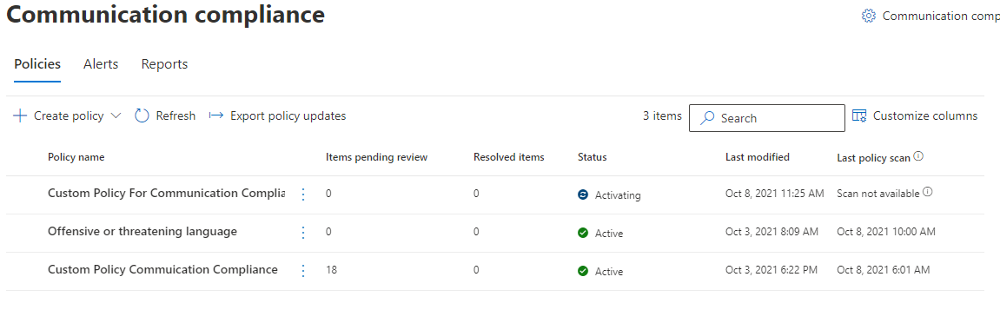 Communication compliance
Communication comp
Policies Alerts Reports
Create policy Refresh Export policy updates 3 items Search Customize columns
Policy name Items pending review Resolved items Status Last modified Last policy scan
Custom Policy For Communication Complia 0 0 Activating Oct 8, 2021 11:25 AM Scan not available
Offensive or threatening language 0 0 Active Oct 3, 2021 8:09 AM Oct 8, 2021 10:00 AM
Custom Policy Commuication Compliance 18 0 Active Oct 3, 2021 6:22 PM Oct 8, 2021 6:01 AM